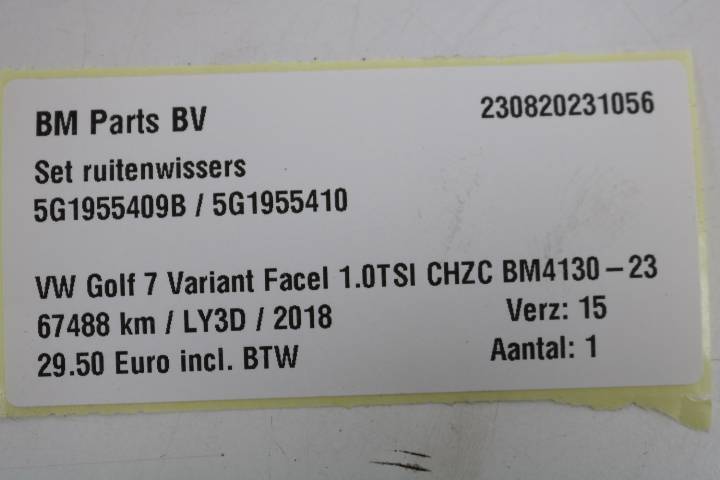 BM Parts BV 230820231056
Set ruitenwissers
5G1955409B / 5G1955410
VW Golf 7 Variant Facel 1.0TSI CHZC BM4130-23
67488 km / LY3D / 2018 Verz: 15
29.50 Euro incl. BTW Aantal: 1